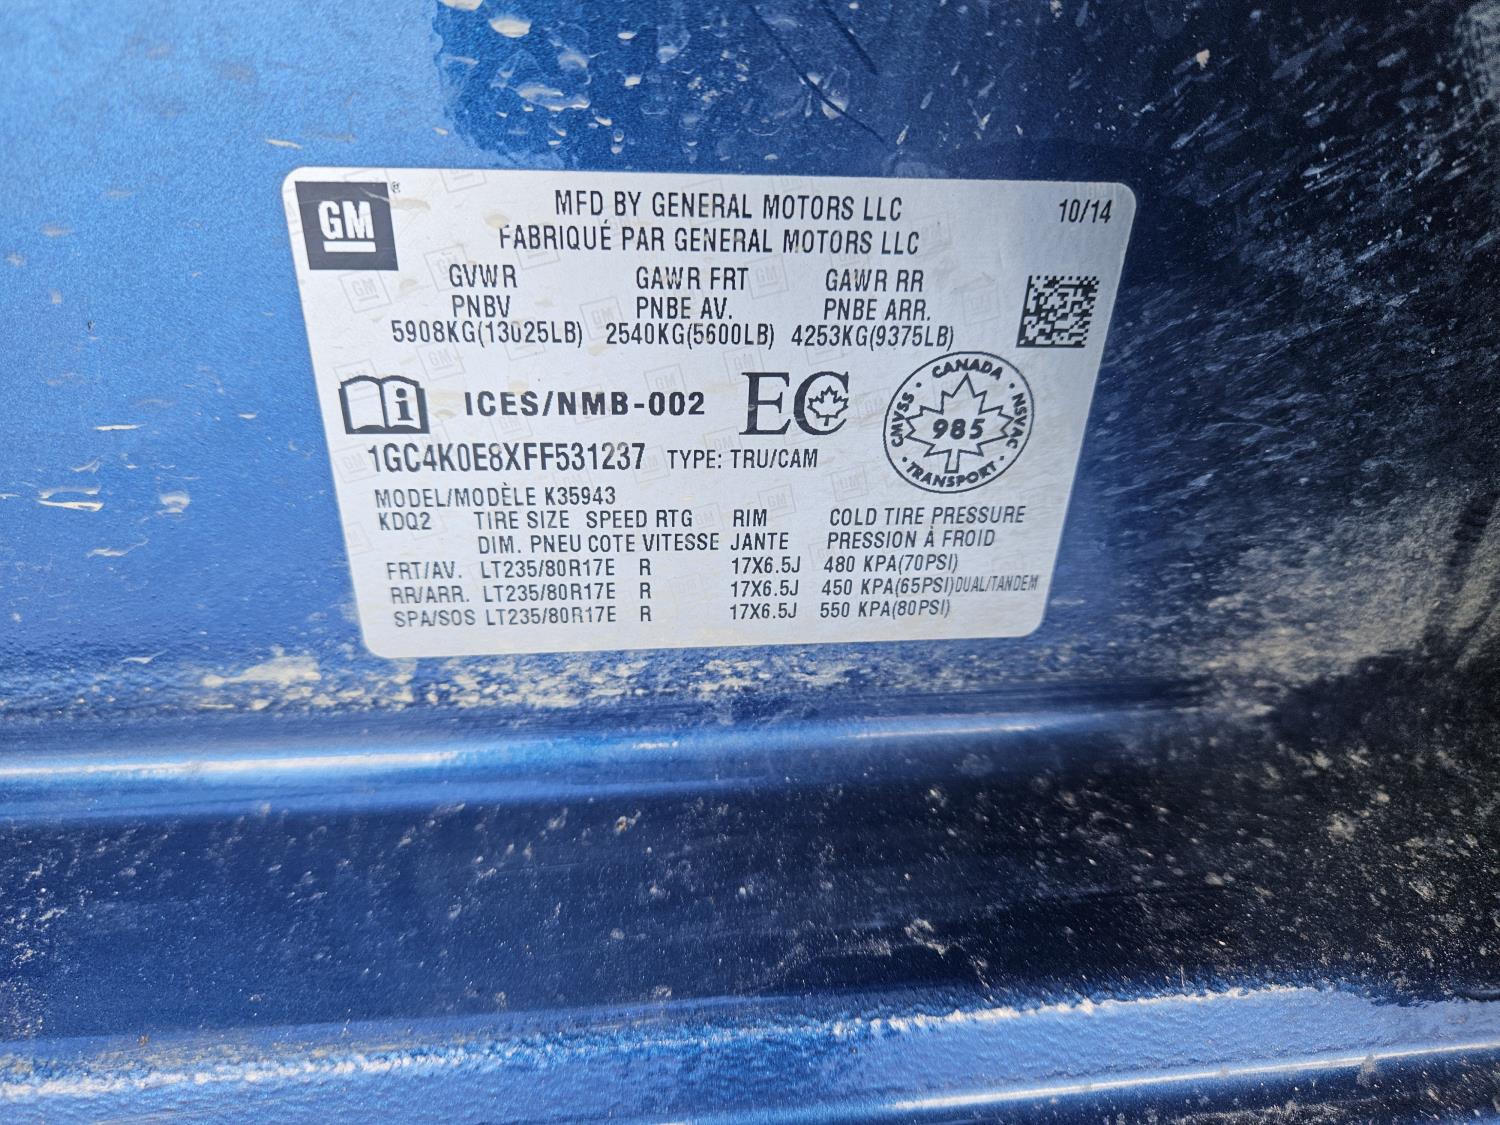 GM ®
MFD BY GENERAL MOTORS LLC 10/14
FABRIQUÉ PAR GENERAL MOTORS LLC
GVWR GAWR FRT GAWR RR
PNBV PNBE AV. PNBE ARR.
5908KG(13025LB) 2540KG(5600LB) 4253KG(9375LB)
i ICES/NMB-002 EC
CANADA
CMVSS 985 NSVAC
TRANSPORT
1GC4K0E8XFF531237 TYPE: TRU/CAM
MODEL/MODÈLE K35943
KDQ2 TIRE SIZE SPEED RTG RIM COLD TIRE PRESSURE
DIM. PNEU COTE VITESSE JANTE PRESSION À FROID
FRT/AV. LT235/80R17E R 17X6.5J 480 KPA(70PSI)
RR/ARR. LT235/80R17E R 17X6.5J 450 KPA(65PSI)DUAL/TANDEM
SPA/SOS LT235/80R17E R 17X6.5J 550 KPA(80PSI)